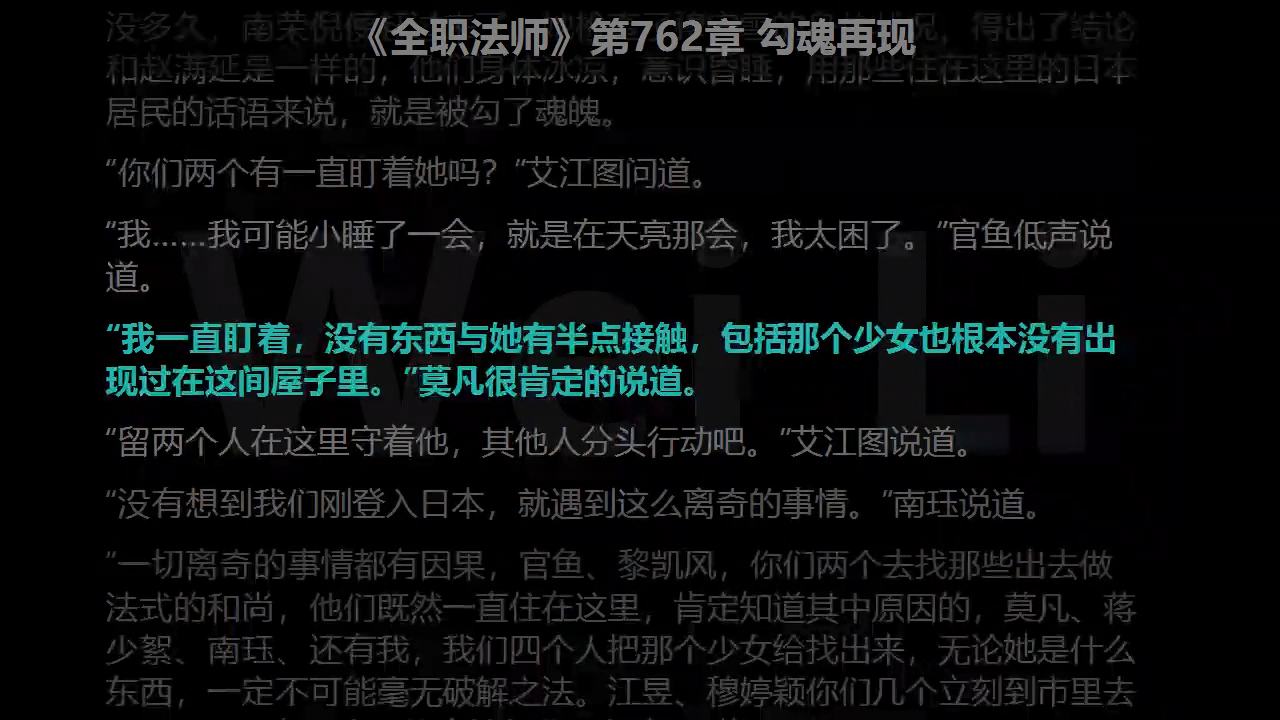 《全职法师》第762章 勾魂再现
没多久，南荣倪便 况，得出了结论
和赵满延是一样的，他们身体冰凉，意识昏睡，用那些住在这里的日本
居民的话语来说，就是被勾了魂魄。
“你们两个有一直盯着她吗？“艾江图问道。
“我……我可能小睡了一会，就是在天亮那会，我太困了。“官鱼低声说
道。
“我一直盯着，没有东西与她有半点接触，包括那个少女也根本没有出
现过在这间屋子里。”莫凡很肯定的说道。
“留两个人在这里守着他，其他人分头行动吧。“艾江图说道。
“没有想到我们刚登入日本，就遇到这么离奇的事情。“南珏说道。
“一切离奇的事情都有因果，官鱼、黎凯风，你们两个去找那些出去做
法式的和尚，他们既然一直住在这里，肯定知道其中原因的，莫凡、蒋
少絮、南珏、还有我，我们四个人把那个少女给找出来，无论她是什么
东西，一定不可能毫无破解之法。江昱、穆婷颖你们几个立刻到市里去
Wei Li